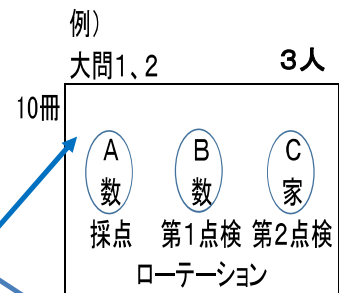 例）
大問1、2
3人
10冊
A B C
数 数 家
採点 第1点検 第2点検
ローテーション